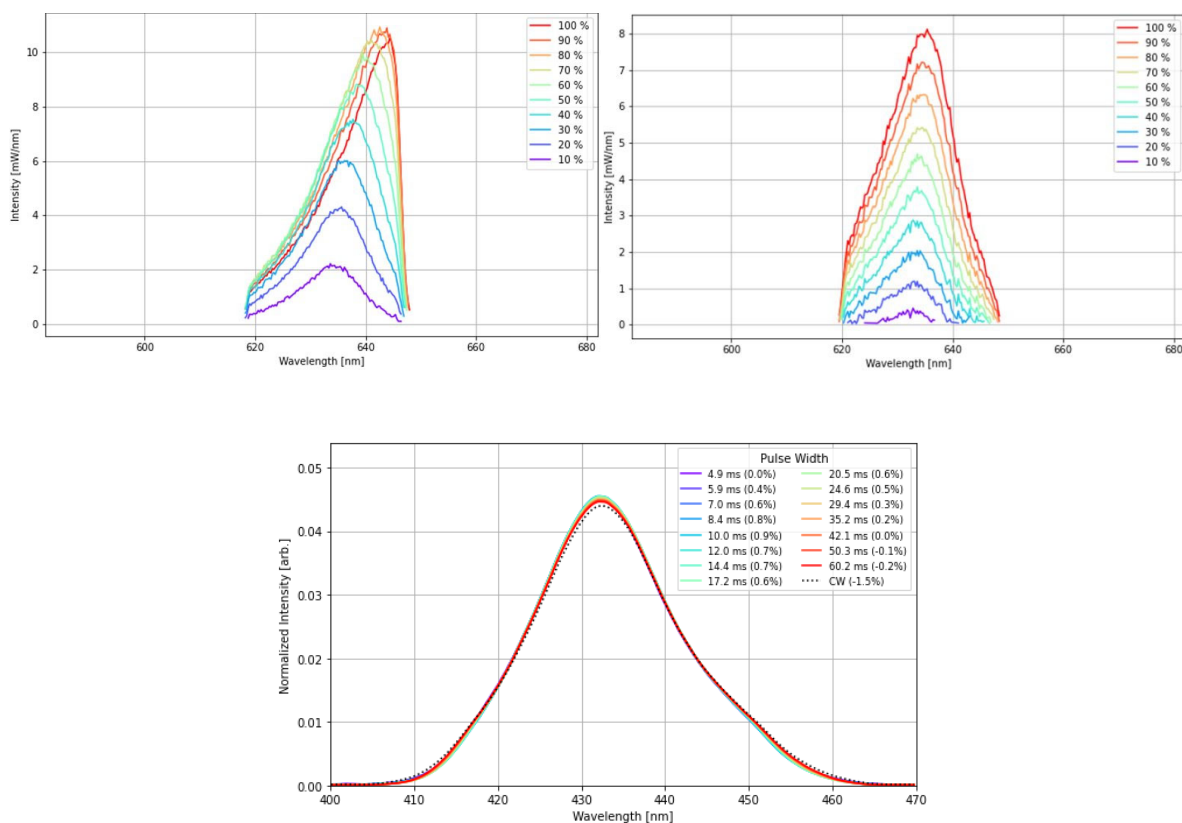 10
8
6
4
2
0
Intensity [mW/nm]
600
620
640
660
680
Wavelength [nm]
100 %
90 %
80 %
70 %
60 %
50 %
40 %
30 %
20 %
10 %
8
7
6
5
4
3
2
1
0
Intensity [mW/nm]
600
620
640
660
680
Wavelength [nm]
100 %
90 %
80 %
70 %
60 %
50 %
40 %
30 %
20 %
10 %
0.05
0.04
0.03
0.02
0.01
0.00
Normalized Intensity [arb.]
400
410
420
430
440
450
460
470
Wavelength [nm]
Pulse Width
4.9 ms (0.0%)
5.9 ms (0.4%)
7.0 ms (0.6%)
8.4 ms (0.8%)
10.0 ms (0.9%)
12.0 ms (0.7%)
14.4 ms (0.7%)
17.2 ms (0.6%)
20.5 ms (0.6%)
24.6 ms (0.5%)
29.4 ms (0.3%)
35.2 ms (0.2%)
42.1 ms (0.0%)
50.3 ms (-0.1%)
60.2 ms (-0.2%)
CW (-1.5%)